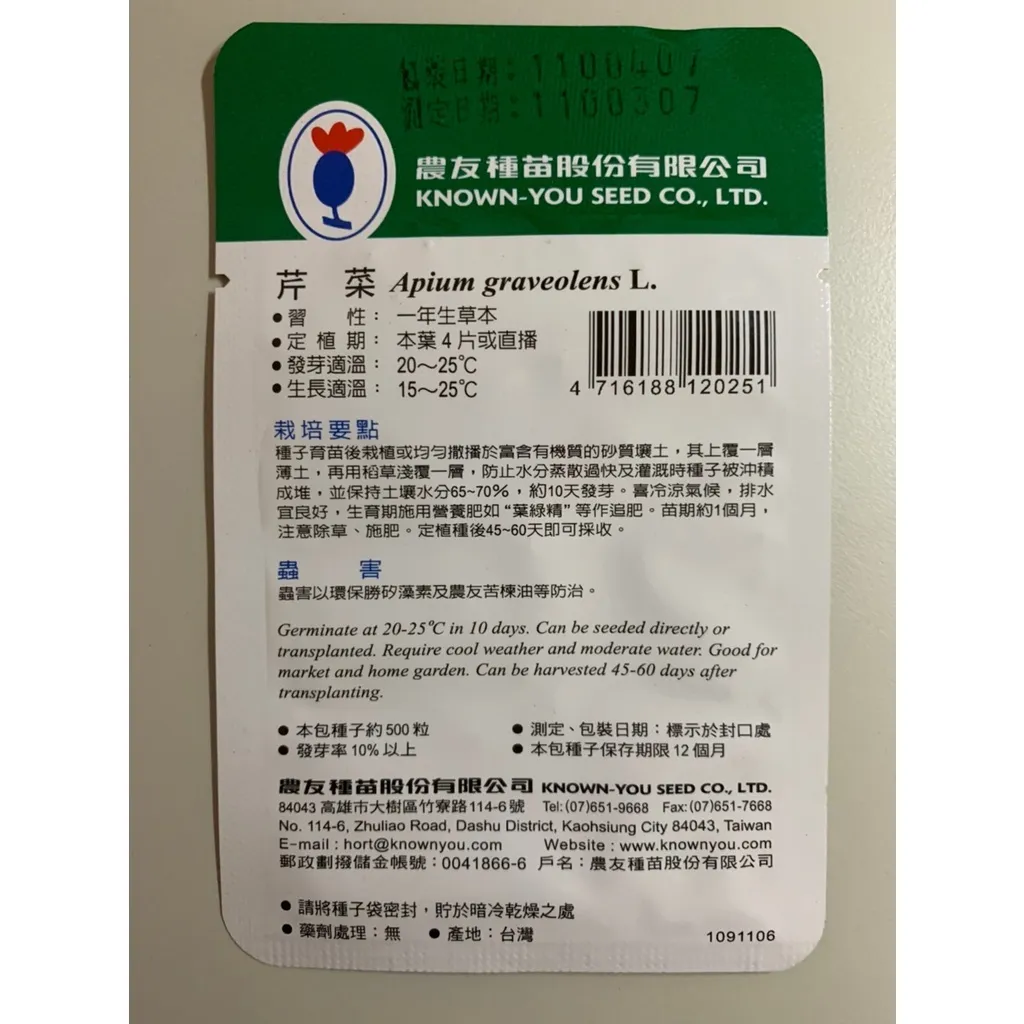 包裝日期：1100407
測定日期：1100307
農友種苗股份有限公司
KNOWN-YOU SEED CO., LTD.
芹 菜 Apium graveolens L.
●習 性：一年生草本
●定 植 期：本葉4片或直播
●發芽適溫：20～25℃
●生長適溫：15～25℃
4 716188 120251
栽培要點
種子育苗後栽植或均勻撒播於富含有機質的砂質壤土，其上覆一層
薄土，再用稻草淺覆一層，防止水分蒸散過快及灌溉時種子被沖積
成堆，並保持土壤水分65~70%，約10天發芽。喜冷涼氣候，排水
宜良好，生育期施用營養肥如“葉綠精”等作追肥。苗期約1個月，
注意除草、施肥。定植種後45~60天即可採收。
蟲 害
蟲害以環保勝矽藻素及農友苦楝油等防治。
Germinate at 20-25℃ in 10 days. Can be seeded directly or
transplanted. Require cool weather and moderate water. Good for
market and home garden. Can be harvested 45-60 days after
transplanting.
●本包種子約500粒 ●測定、包裝日期：標示於封口處
●發芽率10%以上 ●本包種子保存期限12個月
農友種苗股份有限公司 KNOWN-YOU SEED CO., LTD.
84043 高雄市大樹區竹寮路114-6號 Tel:(07)651-9668 Fax:(07)651-7668
No. 114-6, Zhuliao Road, Dashu District, Kaohsiung City 84043, Taiwan
E-mail : hort@knownyou.com Website : www.knownyou.com
郵政劃撥儲金帳號：0041866-6 戶名：農友種苗股份有限公司
●請將種子袋密封，貯於暗冷乾燥之處
●藥劑處理：無 ●產地：台灣 1091106